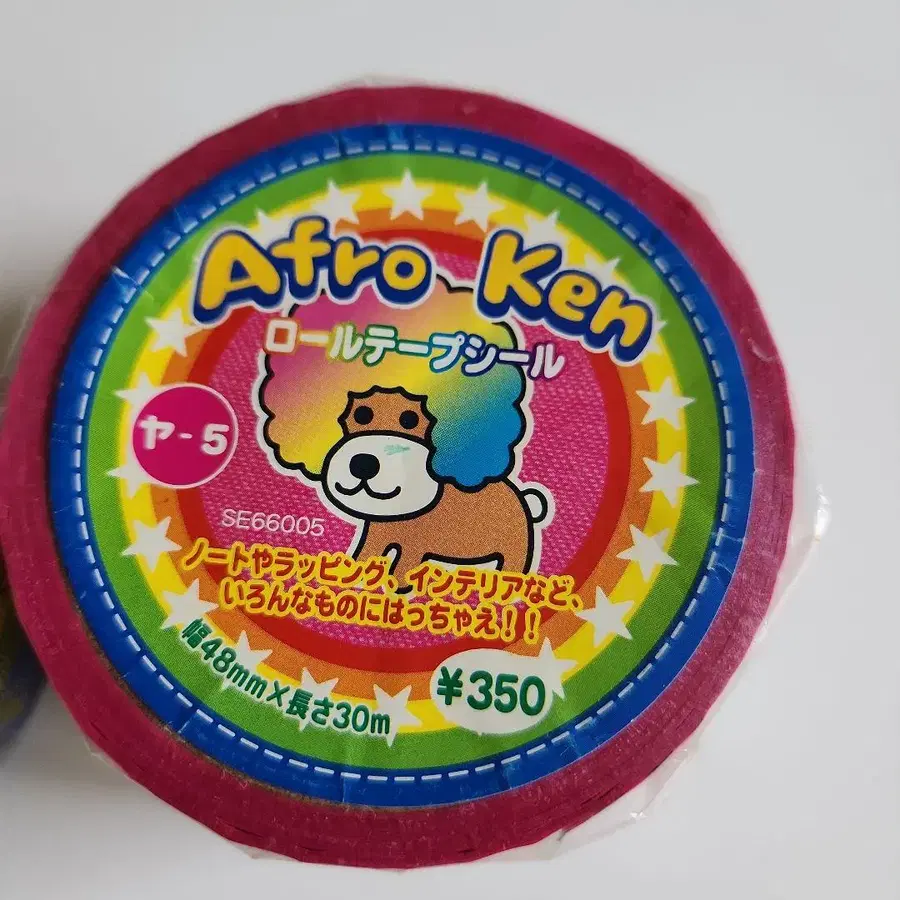 Afro Ken
ロールテープシール
ヤ-5
SE66005
ノートやラッピング、インテリアなど、
いろんなものにはっちゃえ!!
幅48mm×長さ30m
¥350